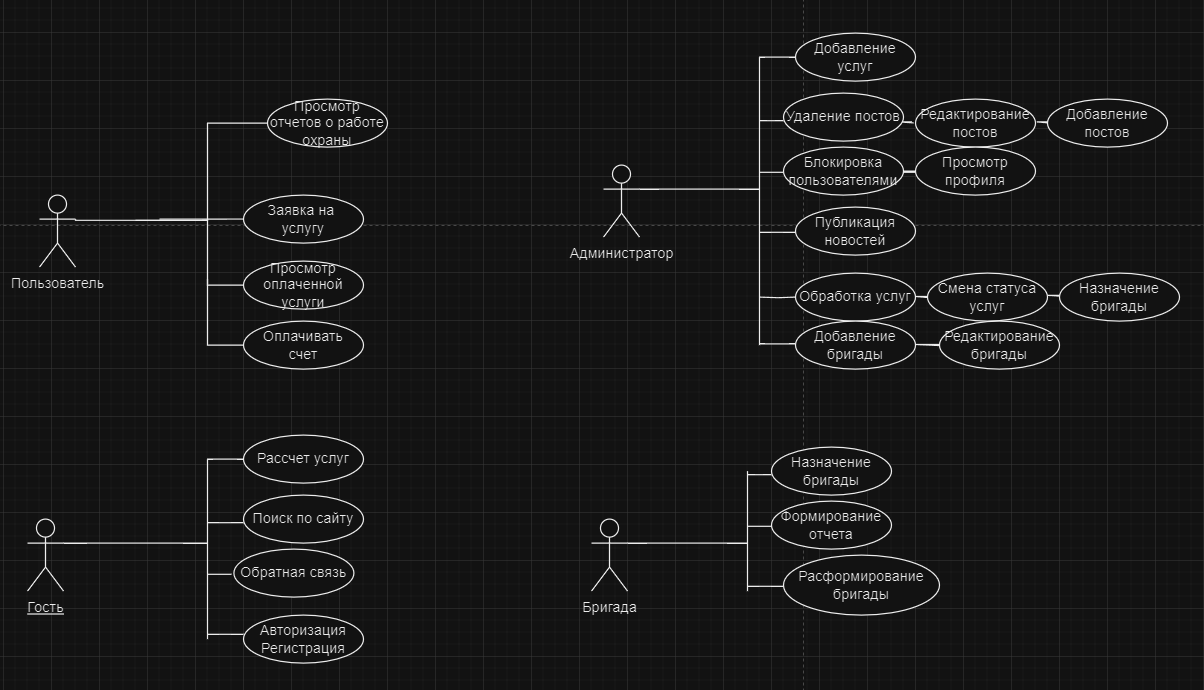 Просмотр
отчетов о работе
охраны
Заявка на
услугу
Просмотр
оплаченной
услуги
Оплачивать
счет
Пользователь
Добавление
услуг
Удаление постов
Редактирование
постов
Добавление
постов
Блокировка
пользователями
Просмотр
профиля
Публикация
новостей
Обработка услуг
Смена статуса
услуг
Назначение
бригады
Добавление
бригады
Редактирование
бригады
Администратор
Рассчет услуг
Поиск по сайту
Обратная связь
Авторизация
Регистрация
Гость
Назначение
бригады
Формирование
отчета
Расформирование
бригады
Бригада